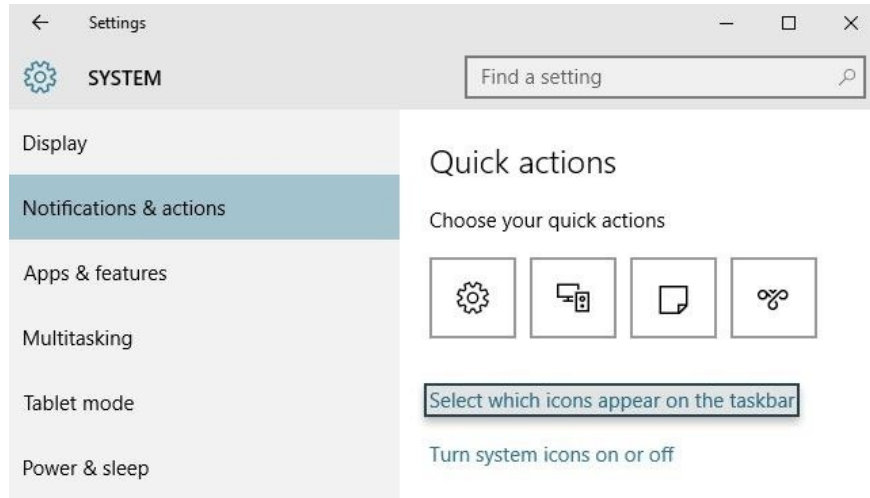 Settings
SYSTEM
Find a setting
Display
Notifications & actions
Apps & features
Multitasking
Tablet mode
Power & sleep
Quick actions
Choose your quick actions
Select which icons appear on the taskbar
Turn system icons on or off